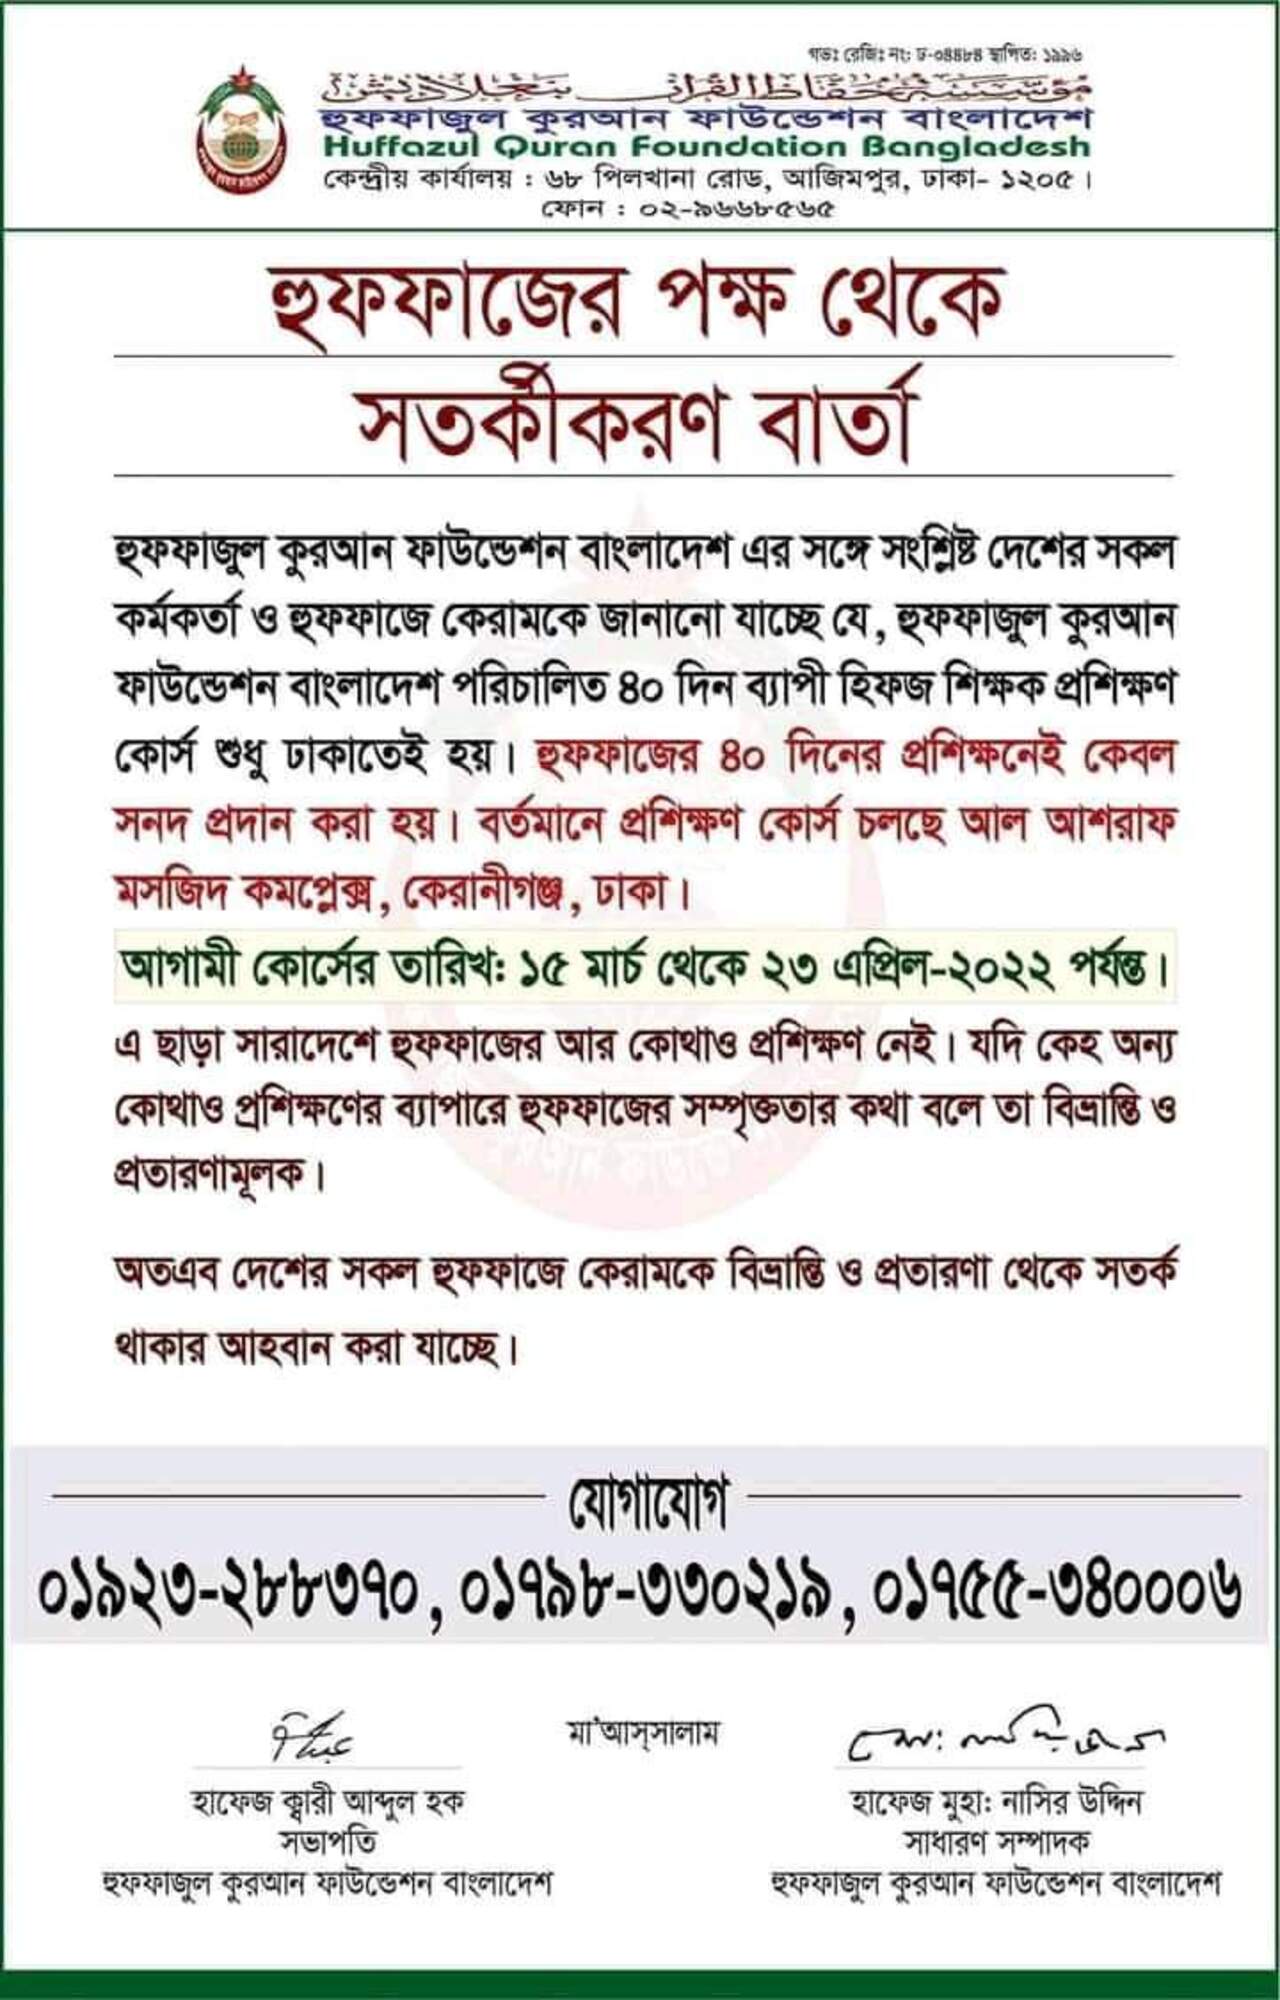 গভঃ রেজিঃ নং: ঢ-০৪৪৮৪ স্থাপিত: ১৯৯৬
مؤسسة حفاظ القرآن بنغلاديش
হুফফাজুল কুরআন ফাউন্ডেশন বাংলাদেশ
Huffazul Quran Foundation Bangladesh
কেন্দ্রীয় কার্যালয় : ৬৮ পিলখানা রোড, আজিমপুর, ঢাকা- ১২০৫।
ফোন : ০২-৯৬৬৮৫৬৫
হুফফাজের পক্ষ থেকে
সতর্কীকরণ বার্তা
হুফফাজুল কুরআন ফাউন্ডেশন বাংলাদেশ এর সঙ্গে সংশ্লিষ্ট দেশের সকল
কর্মকর্তা ও হুফফাজে কেরামকে জানানো যাচ্ছে যে, হুফফাজুল কুরআন
ফাউন্ডেশন বাংলাদেশ পরিচালিত ৪০ দিন ব্যাপী হিফজ শিক্ষক প্রশিক্ষণ
কোর্স শুধু ঢাকাতেই হয়। হুফফাজের ৪০ দিনের প্রশিক্ষনেই কেবল
সনদ প্রদান করা হয়। বর্তমানে প্রশিক্ষণ কোর্স চলছে আল আশরাফ
মসজিদ কমপ্লেক্স, কেরানীগঞ্জ, ঢাকা।
আগামী কোর্সের তারিখ: ১৫ মার্চ থেকে ২৩ এপ্রিল-২০২২ পর্যন্ত।
এ ছাড়া সারাদেশে হুফফাজের আর কোথাও প্রশিক্ষণ নেই। যদি কেহ অন্য
কোথাও প্রশিক্ষণের ব্যাপারে হুফফাজের সম্পৃক্ততার কথা বলে তা বিভ্রান্তি ও
প্রতারণামূলক।
অতএব দেশের সকল হুফফাজে কেরামকে বিভ্রান্তি ও প্রতারণা থেকে সতর্ক
থাকার আহবান করা যাচ্ছে।
যোগাযোগ
০১৯২৩-২৮৮৩৭০, ০১৭৯৮-৩৩০২১৯, ০১৭৫৫-৩৪০০০৬
মা'আস্‌সালাম
হাফেজ ক্বারী আব্দুল হক
সভাপতি
হুফফাজুল কুরআন ফাউন্ডেশন বাংলাদেশ
হাফেজ মুহা: নাসির উদ্দিন
সাধারণ সম্পাদক
হুফফাজুল কুরআন ফাউন্ডেশন বাংলাদেশ